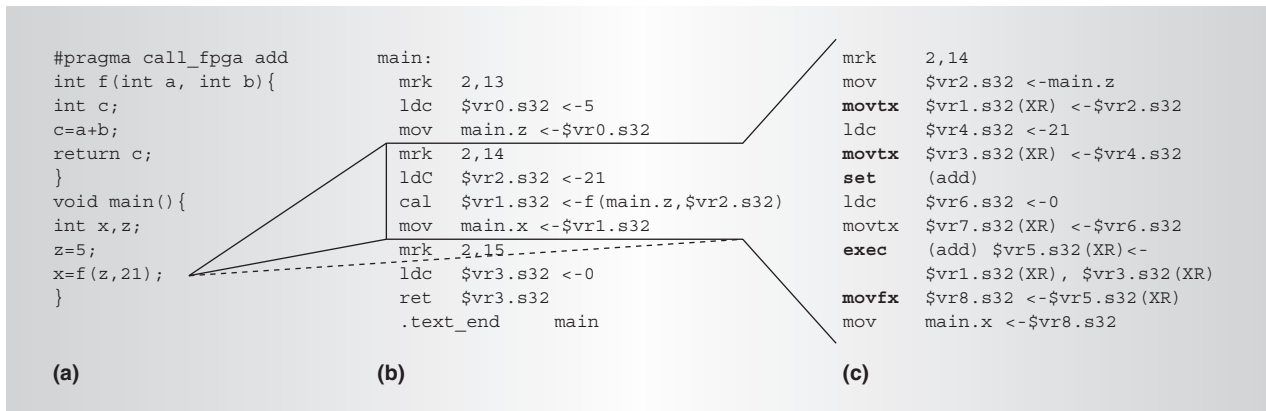 #pragma call_fpga add
int f(int a, int b){
int c;
c=a+b;
return c;
}
void main(){
int x,z;
z=5;
x=f(z,21);
}
(a)
main:
mrk 2,13
ldc $vr0.s32 <-5
mov main.z <-$vr0.s32
mrk 2,14
ldC $vr2.s32 <-21
cal $vr1.s32 <-f(main.z,$vr2.s32)
mov main.x <-$vr1.s32
mrk 2,15
ldc $vr3.s32 <-0
ret $vr3.s32
.text_end main
(b)
mrk 2,14
mov $vr2.s32 <-main.z
movtx $vr1.s32(XR) <-$vr2.s32
ldc $vr4.s32 <-21
movtx $vr3.s32(XR) <-$vr4.s32
set (add)
ldc $vr6.s32 <-0
movtx $vr7.s32(XR) <-$vr6.s32
exec (add) $vr5.s32(XR)<-
$vr1.s32(XR), $vr3.s32(XR)
movfx $vr8.s32 <-$vr5.s32(XR)
mov main.x <-$vr8.s32
(c)